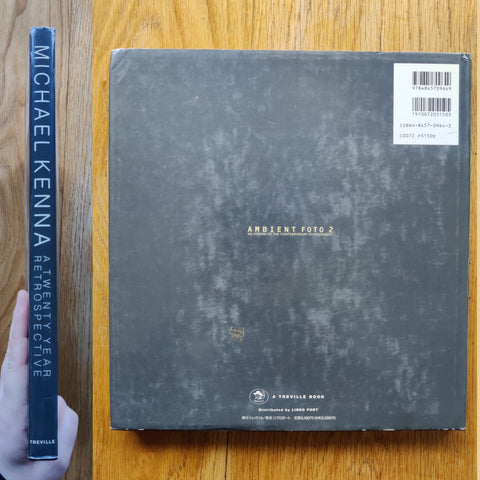 MICHAEL KENNA
A TWENTY YEAR
RETROSPECTIVE
TREVILLE
9784845709649
1910072051505
ISBN4-8457-0964-3
C0072 ¥5150E
AMBIENT FOTO 2
A TREVILLE BOOK
Distributed by LIBRO PORT